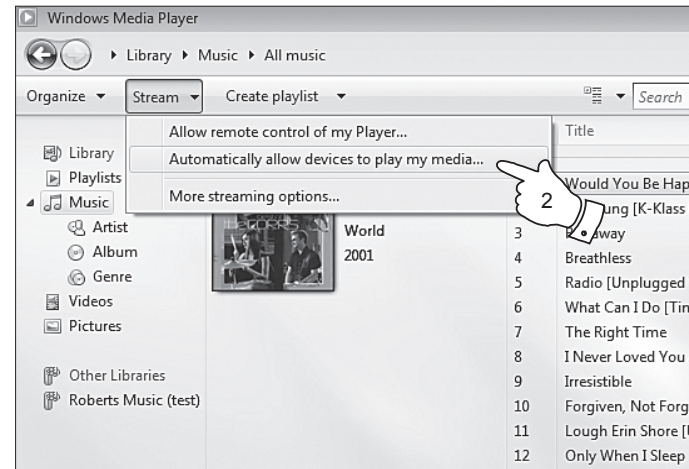 Windows Media Player
Library Music All music
Organize Stream Create playlist Search
Allow remote control of my Player...
Automatically allow devices to play my media...
More streaming options...
Title
Library
Playlists
Music
Artist
Album
Genre
Videos
Pictures
Other Libraries
Roberts Music (test)
World
2001
2
Would You Be Hap
ung [K-Klass
3 away
4 Breathless
5 Radio [Unplugged
6 What Can I Do [Tin
7 The Right Time
8 I Never Loved You
9 Irresistible
10 Forgiven, Not Forg
11 Lough Erin Shore [
12 Only When I Sleep